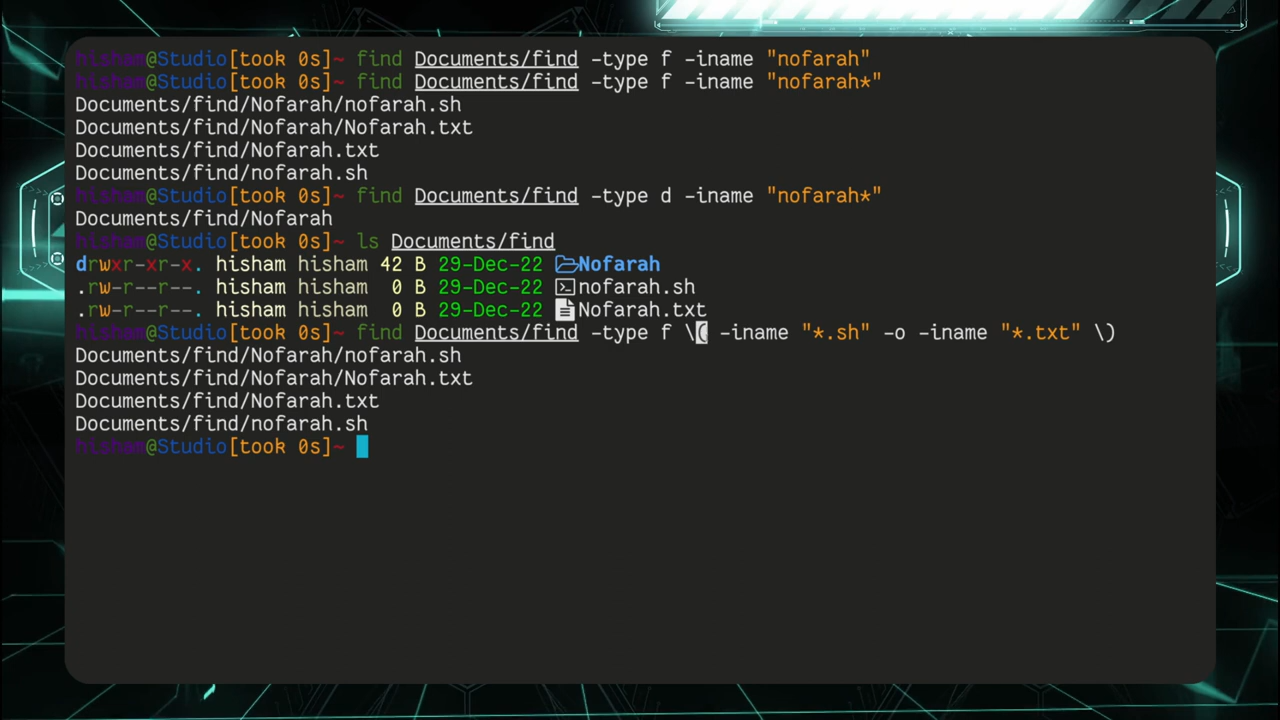 hisham@Studio[took 0s]~ find Documents/find -type f -iname "nofarah"
hisham@Studio[took 0s]~ find Documents/find -type f -iname "nofarah*"
Documents/find/Nofarah/nofarah.sh
Documents/find/Nofarah/Nofarah.txt
Documents/find/Nofarah.txt
Documents/find/nofarah.sh
hisham@Studio[took 0s]~ find Documents/find -type d -iname "nofarah*"
Documents/find/Nofarah
hisham@Studio[took 0s]~ ls Documents/find
drwxr-xr-x. hisham hisham 42 B 29-Dec-22 Nofarah
.rw-r--r--. hisham hisham 0 B 29-Dec-22 nofarah.sh
.rw-r--r--. hisham hisham 0 B 29-Dec-22 Nofarah.txt
hisham@Studio[took 0s]~ find Documents/find -type f \( -iname "*.sh" -o -iname "*.txt" \)
Documents/find/Nofarah/nofarah.sh
Documents/find/Nofarah/Nofarah.txt
Documents/find/Nofarah.txt
Documents/find/nofarah.sh
hisham@Studio[took 0s]~